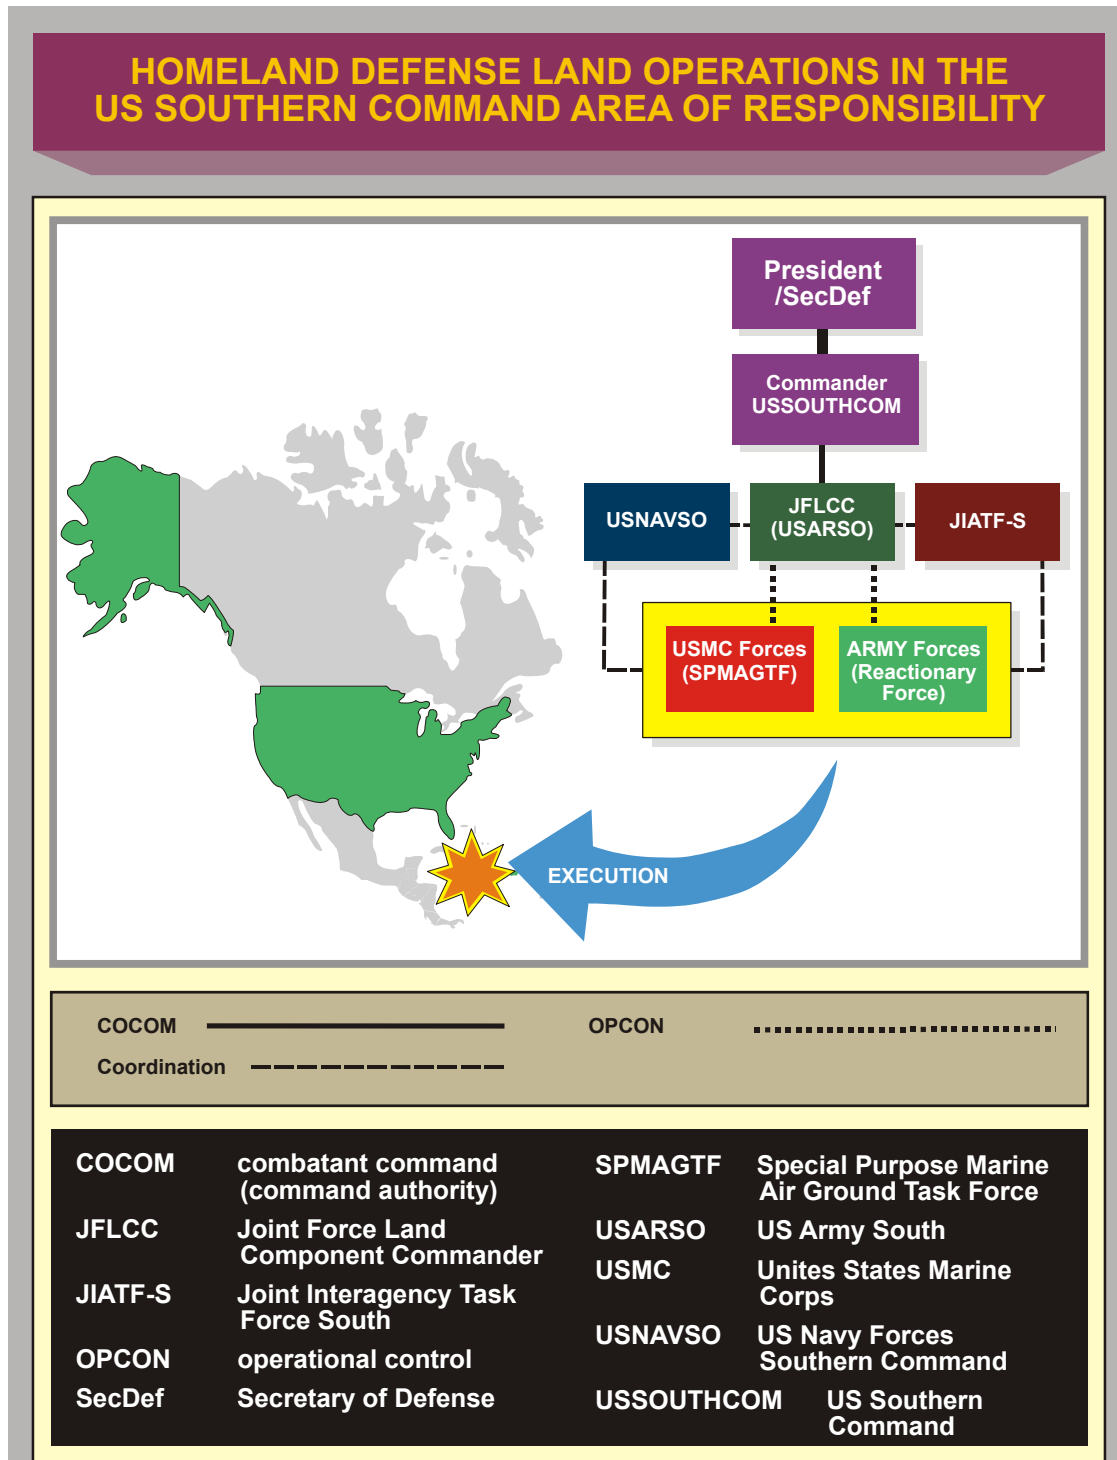 HOMELAND DEFENSE LAND OPERATIONS IN THE
US SOUTHERN COMMAND AREA OF RESPONSIBILITY
President
/SecDef
Commander
USSOUTHCOM
USNAVSO
JFLCC
(USARSO)
JIATF-S
USMC Forces
(SPMAGTF)
ARMY Forces
(Reactionary
Force)
EXECUTION
COCOM
OPCON
Coordination
COCOM combatant command
(command authority)
JFLCC Joint Force Land
Component Commander
JIATF-S Joint Interagency Task
Force South
OPCON operational control
SecDef Secretary of Defense
SPMAGTF Special Purpose Marine
Air Ground Task Force
USARSO US Army South
USMC Unites States Marine
Corps
USNAVSO US Navy Forces
Southern Command
USSOUTHCOM US Southern
Command